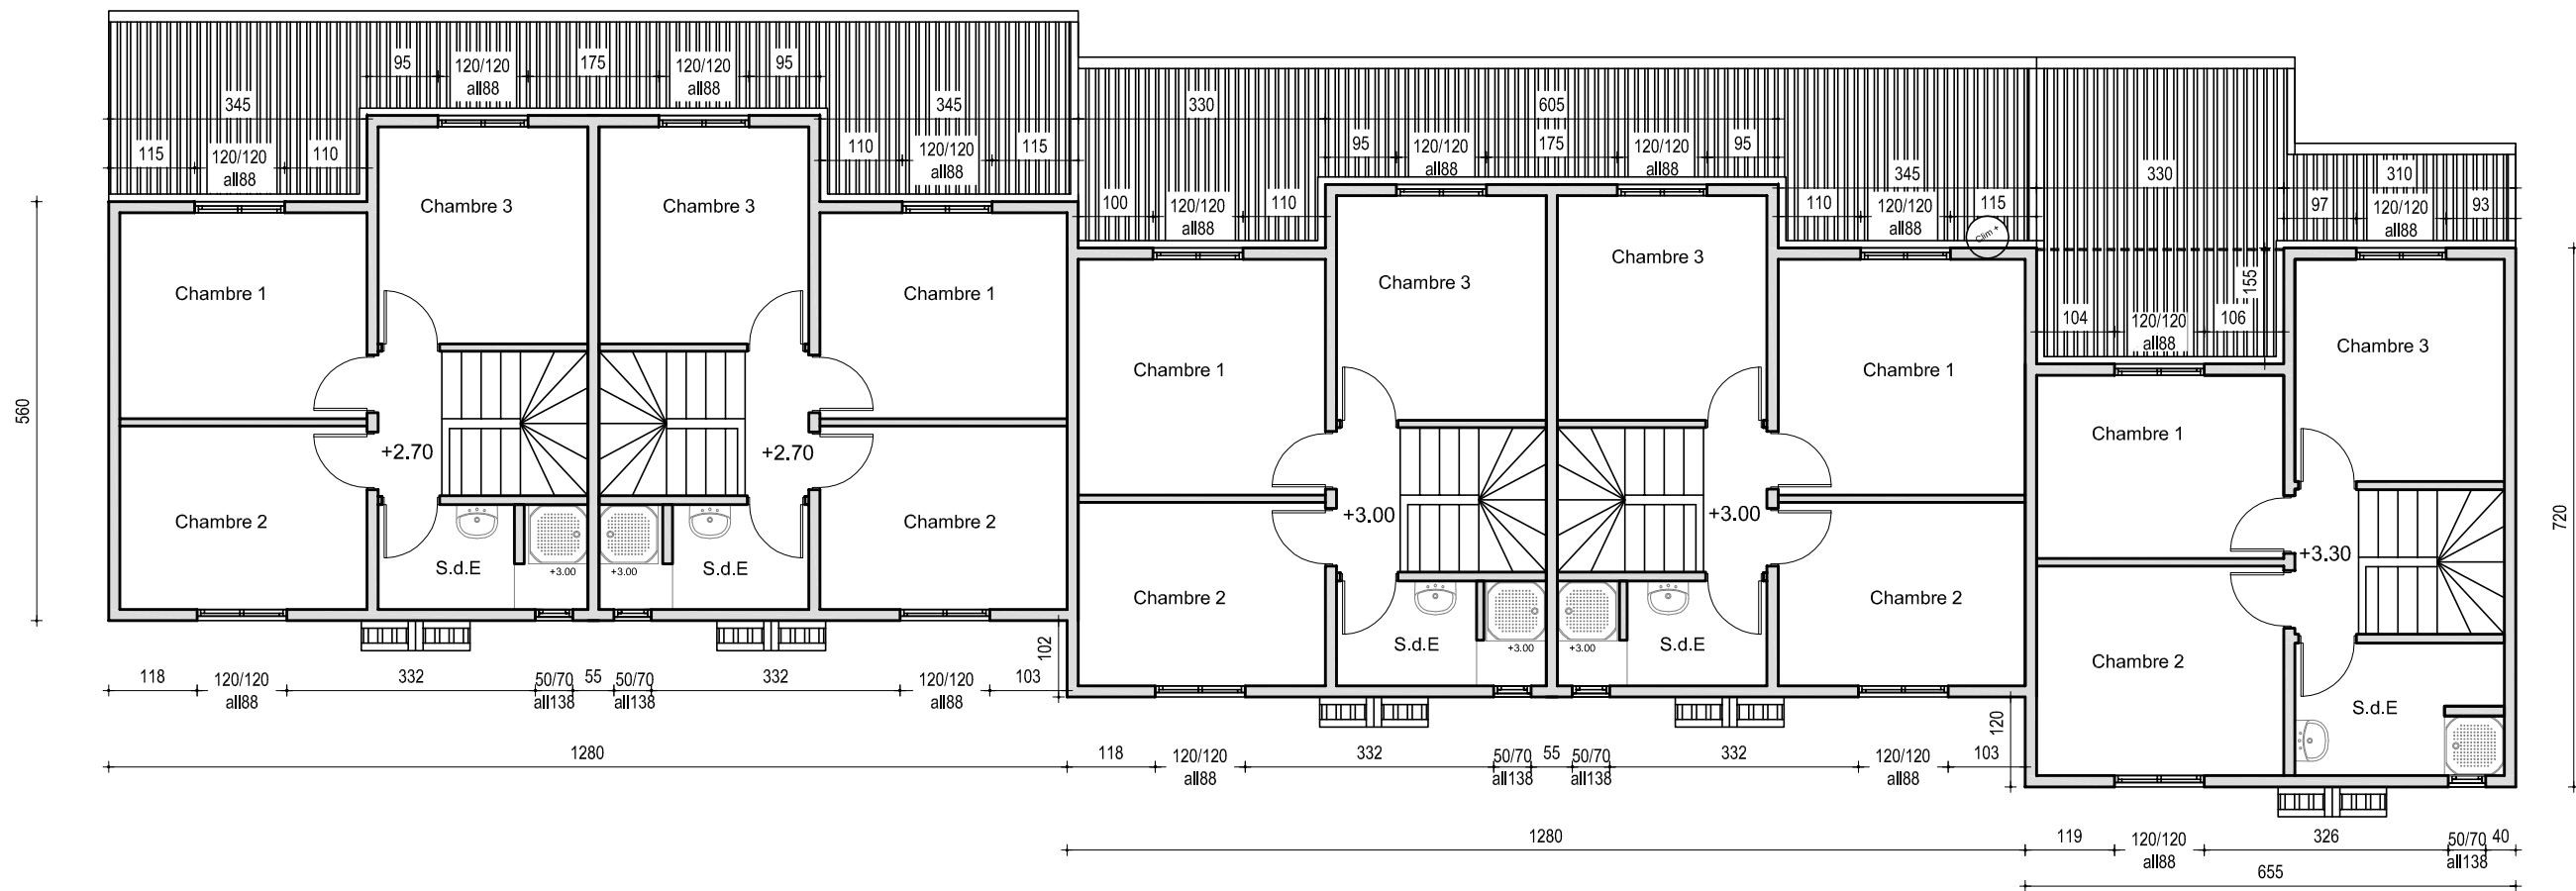 95
120/120
all88
175
120/120
all88
95
345
345
330
605
115
120/120
all88
110
110
120/120
all88
115
95
120/120
all88
175
120/120
all88
95
345
330
310
100
120/120
all88
110
110
120/120
all88
115
97
120/120
all88
93
Clim +
155
104
120/120
all88
106
Chambre 3
Chambre 3
Chambre 3
Chambre 3
Chambre 1
Chambre 1
Chambre 3
Chambre 1
Chambre 1
Chambre 1
560
720
+2.70
+2.70
Chambre 2
Chambre 2
+3.00
+3.00
+3.30
S.d.E
+3.00
+3.00
S.d.E
Chambre 2
Chambre 2
S.d.E
+3.00
+3.00
S.d.E
Chambre 2
S.d.E
102
118
120/120
all88
332
50/70
all138
55
50/70
all138
332
120/120
all88
103
120
1280
118
120/120
all88
332
50/70
all138
55
50/70
all138
332
120/120
all88
103
1280
119
120/120
all88
326
50/70
all138
40
655